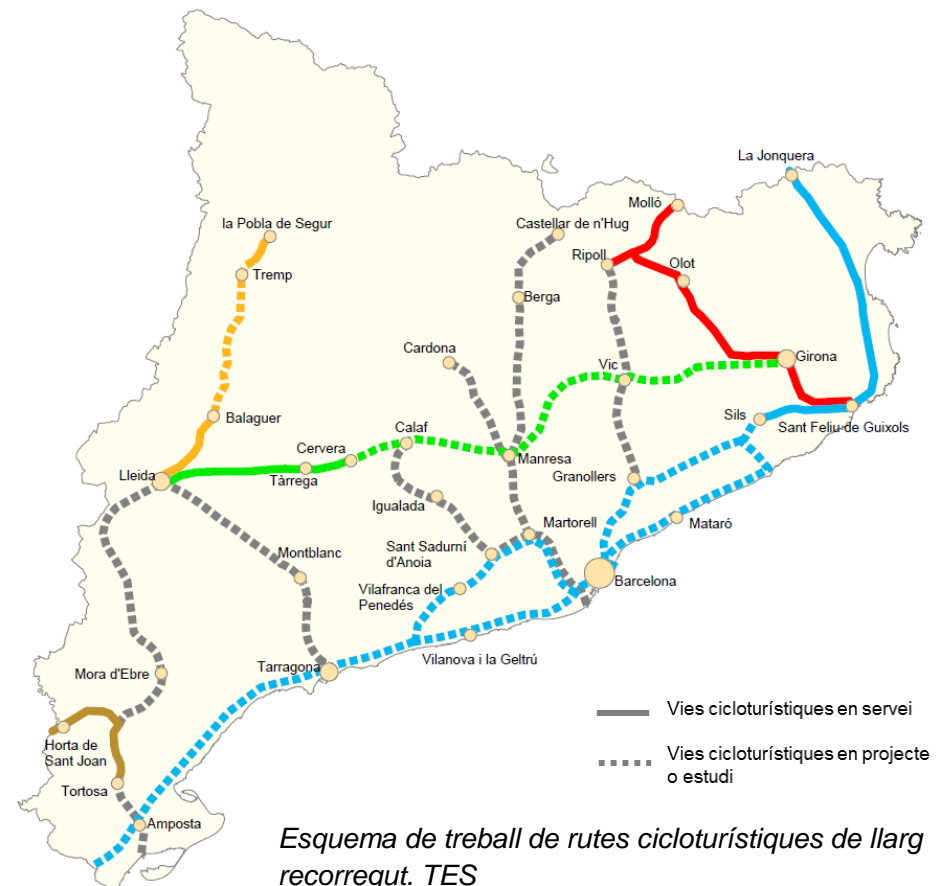 La Jonquera
Molló
la Pobla de Segur
Castellar de n'Hug
Ripoll
Olot
Tremp
Berga
Cardona
Vic
Girona
Balaguer
Sils
Calaf
Sant Feliu de Guixols
Cervera
Manresa
Lleida
Tàrrega
Granollers
Igualada
Martorell
Mataró
Montblanc
Sant Sadurní
d'Anoia
Barcelona
Vilafranca del
Penedés
Tarragona
Vilanova i la Geltrú
Mora d'Ebre
Vies cicloturístiques en servei
Horta de
Sant Joan
Vies cicloturístiques en projecte
o estudi
Tortosa
Amposta
Esquema de treball de rutes cicloturístiques de llarg
recorregut. TES